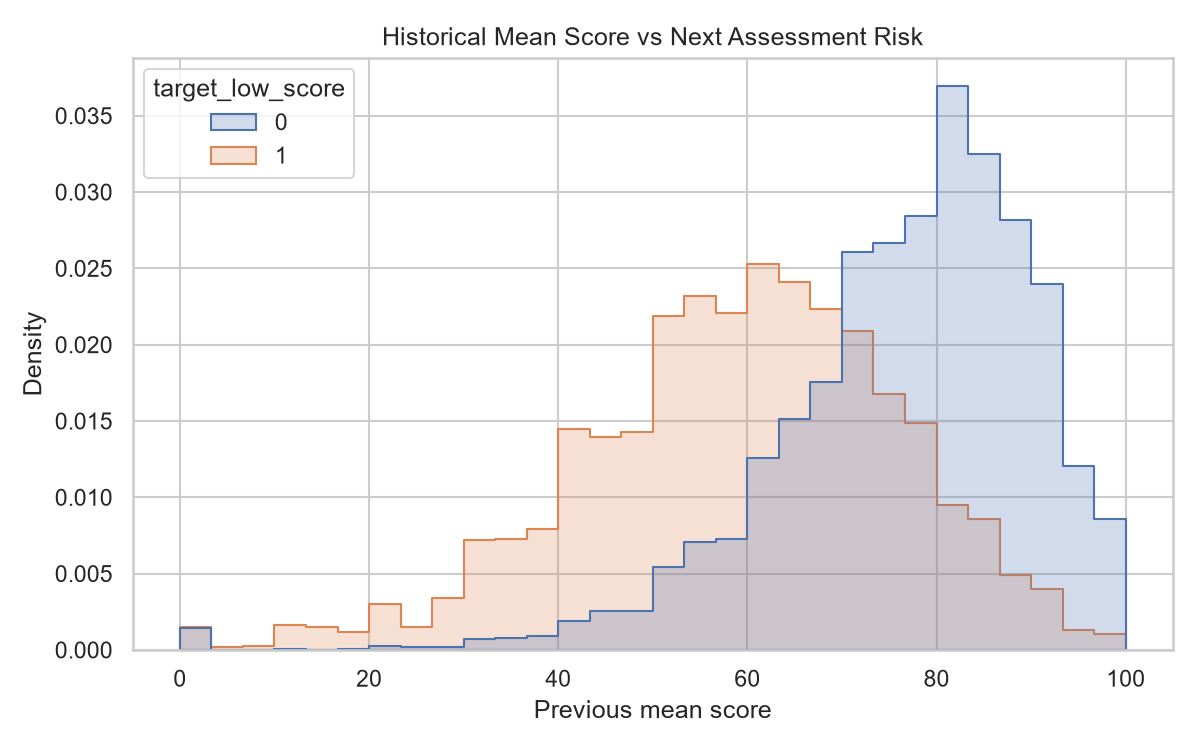 Historical Mean Score vs Next Assessment Risk
target_low_score
0
1
Density
0.035
0.030
0.025
0.020
0.015
0.010
0.005
0.000
0 20 40 60 80 100
Previous mean score